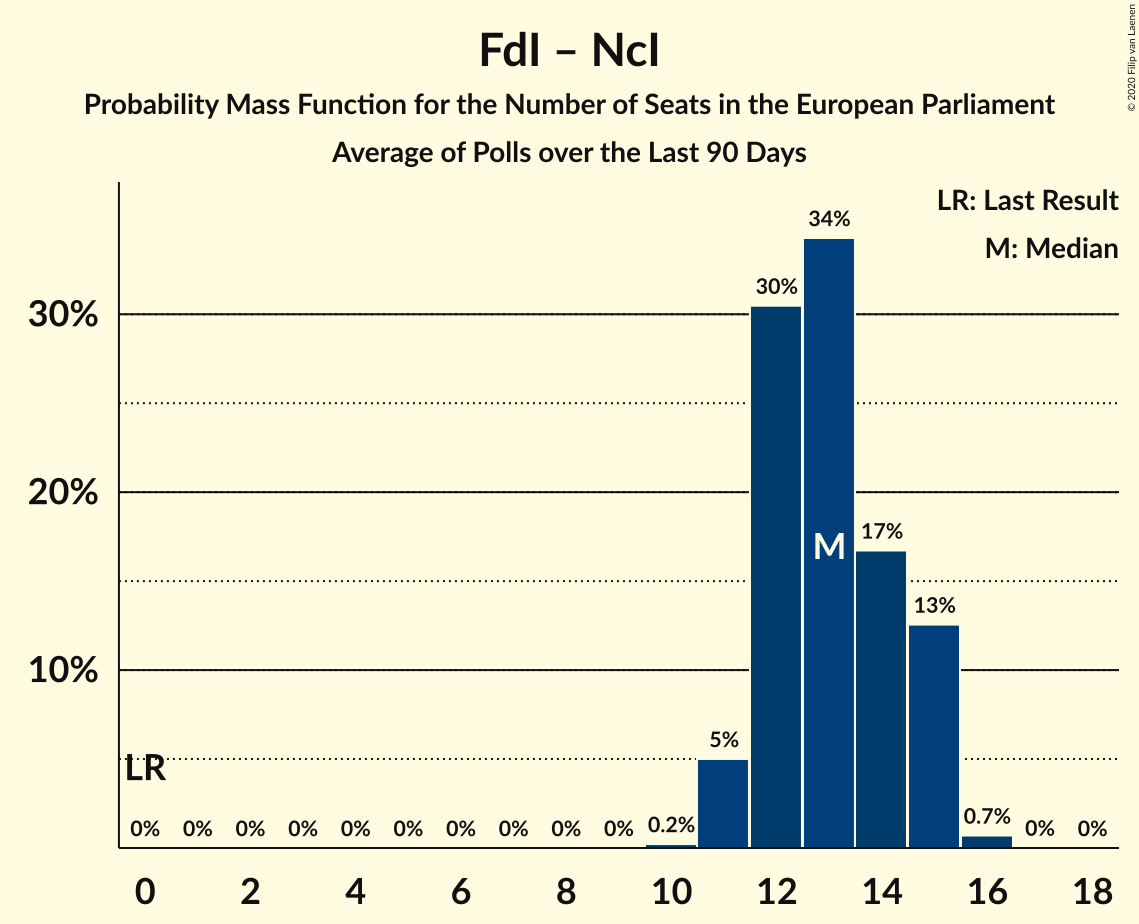 FdI – NcI
Probability Mass Function for the Number of Seats in the European Parliament
Average of Polls over the Last 90 Days
© 2020 Filip van Laenen
LR: Last Result
M: Median
34%
30%
30%
20%
M
17%
13%
10%
5%
LR
0% 0% 0% 0% 0% 0% 0% 0% 0% 0% 0.2% 0.7% 0% 0%
0 2 4 6 8 10 12 14 16 18